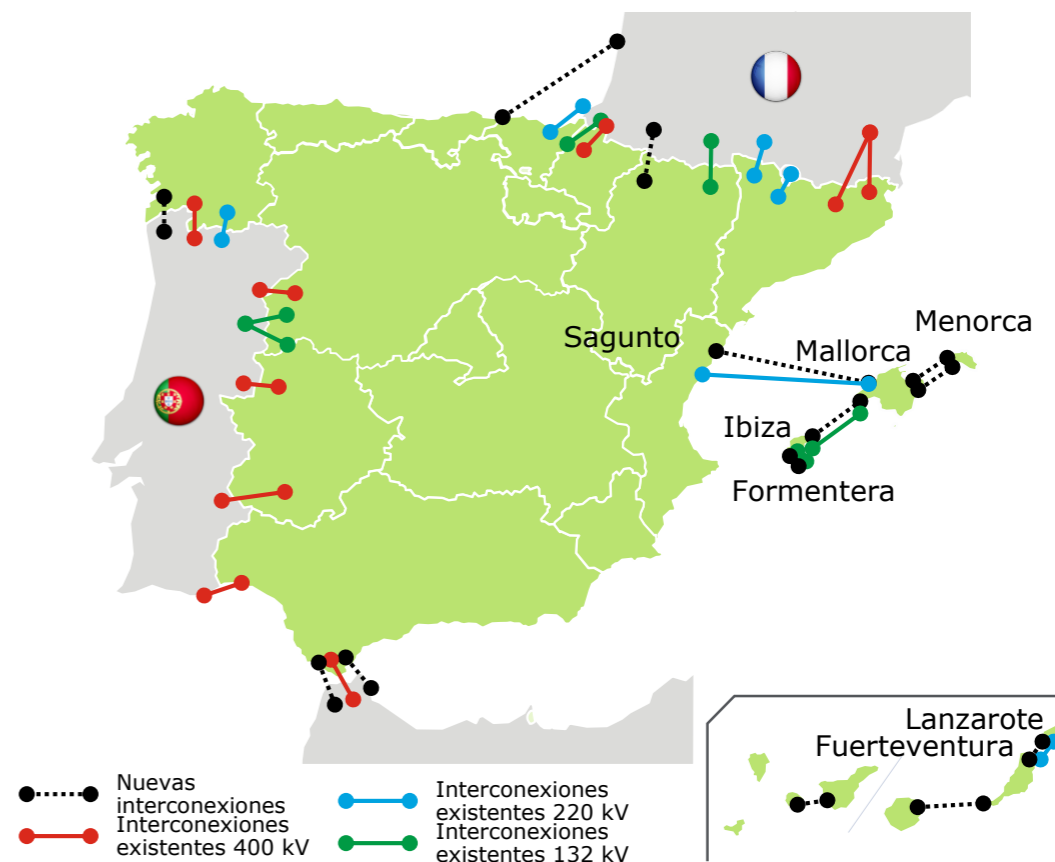 Sagunto
Menorca
Mallorca
Ibiza
Formentera
Lanzarote
Fuerteventura
Nuevas
interconexiones
Interconexiones
existentes 400 kV
Interconexiones
existentes 220 kV
Interconexiones
existentes 132 kV